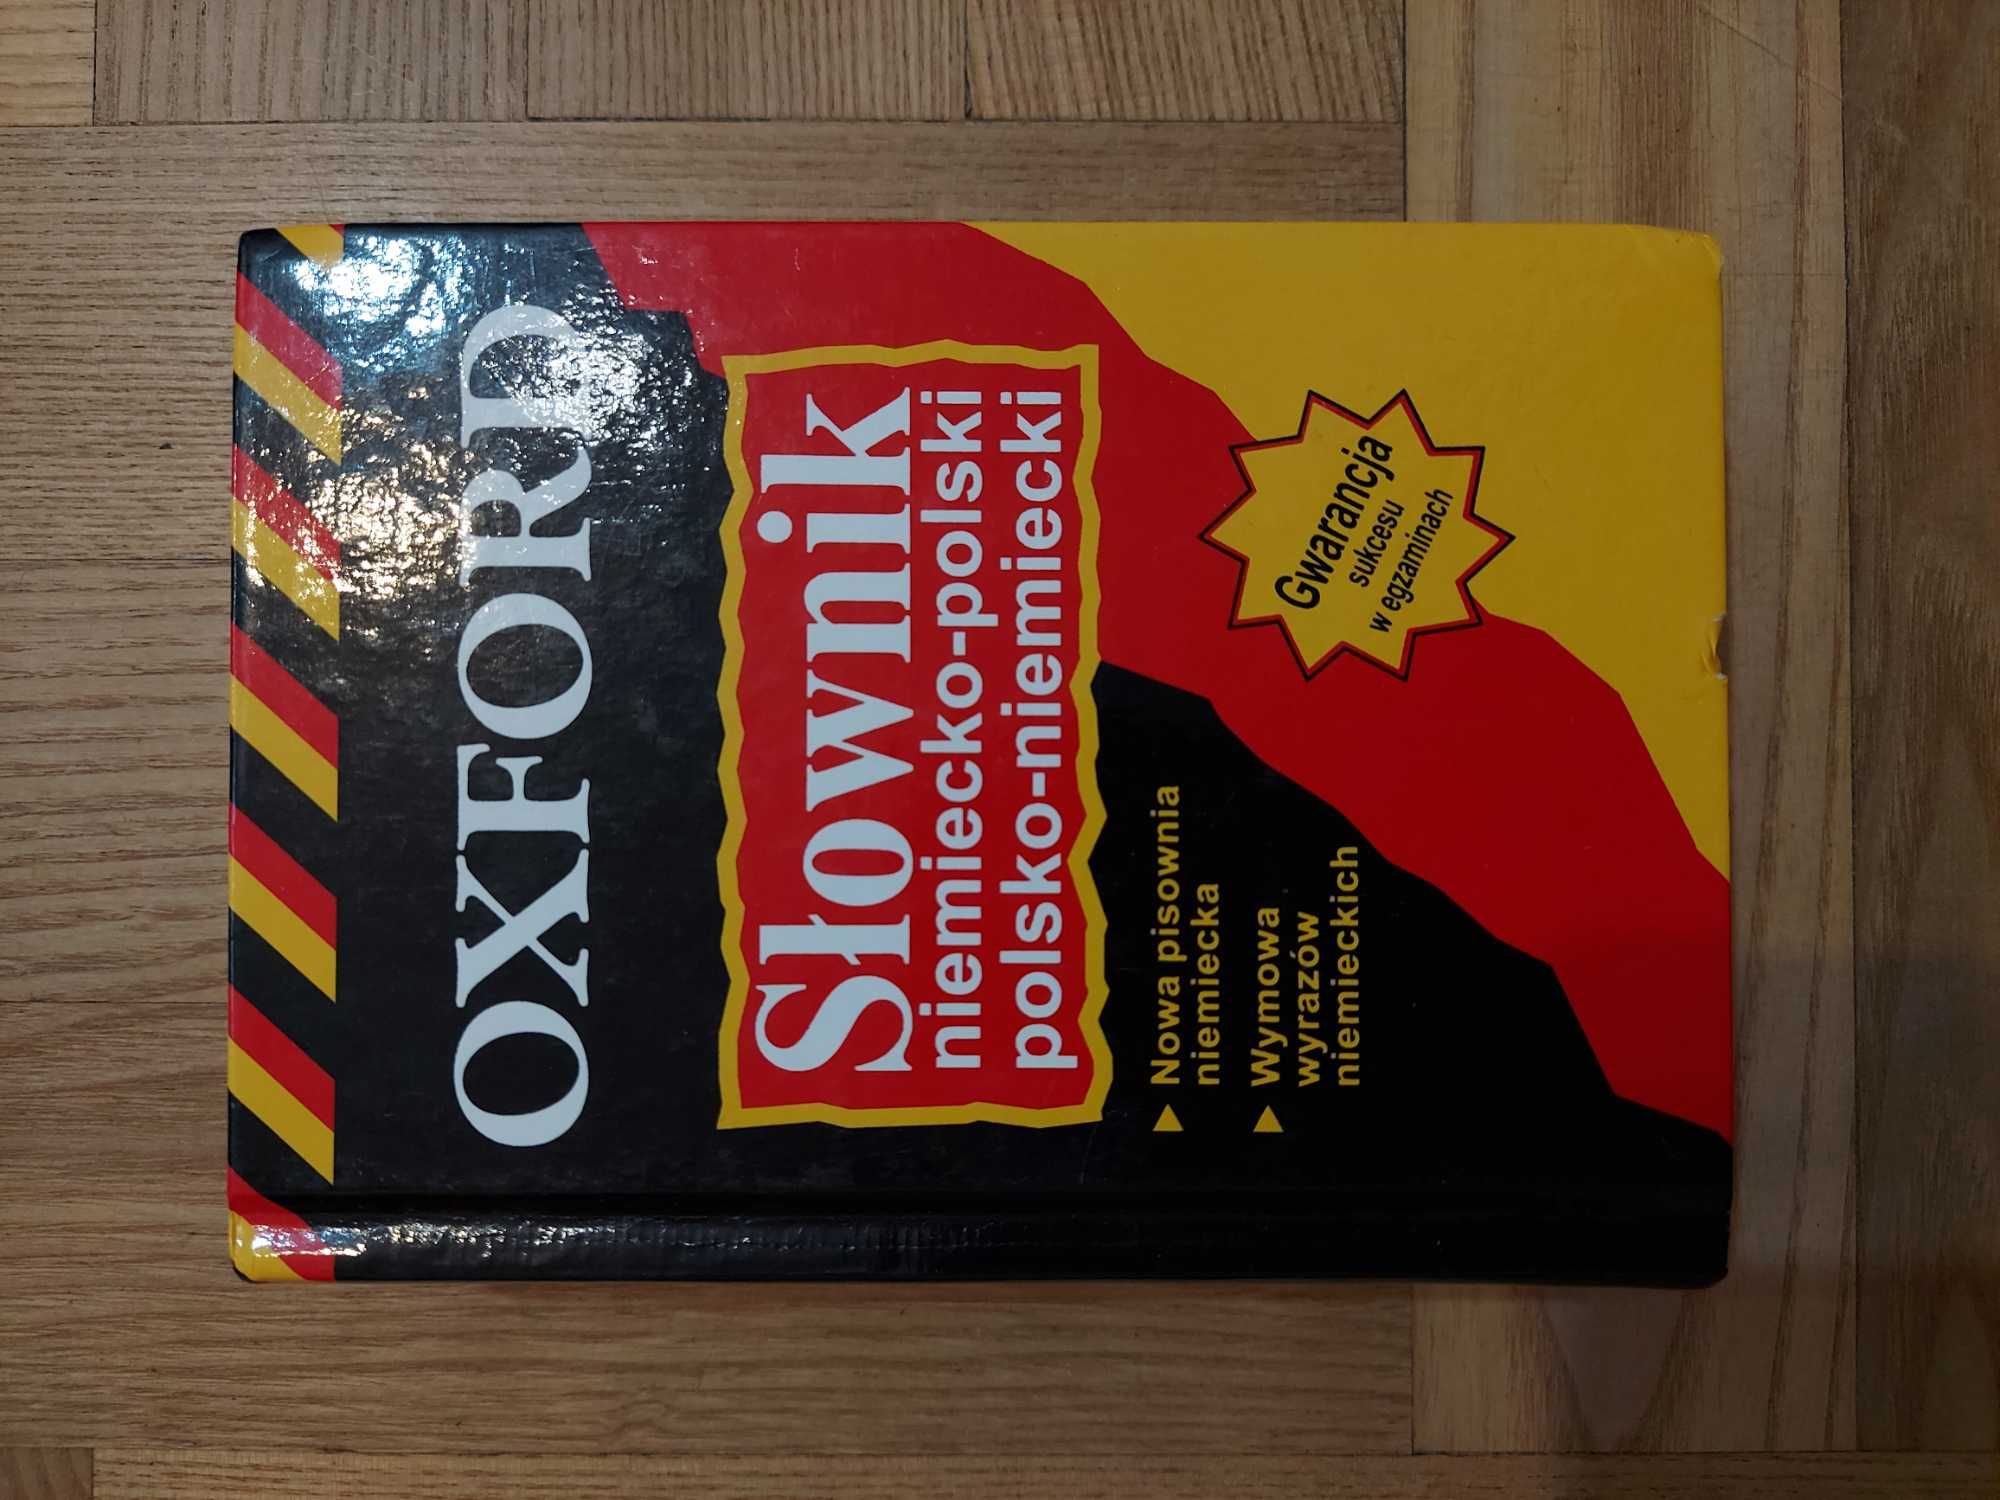 OXFORD
Słownik
niemiecko-polski
polsko-niemiecki
Nowa pisownia
niemiecka
Wymowa
wyrazów
niemieckich
Gwarancja
sukcesu
w egzaminach